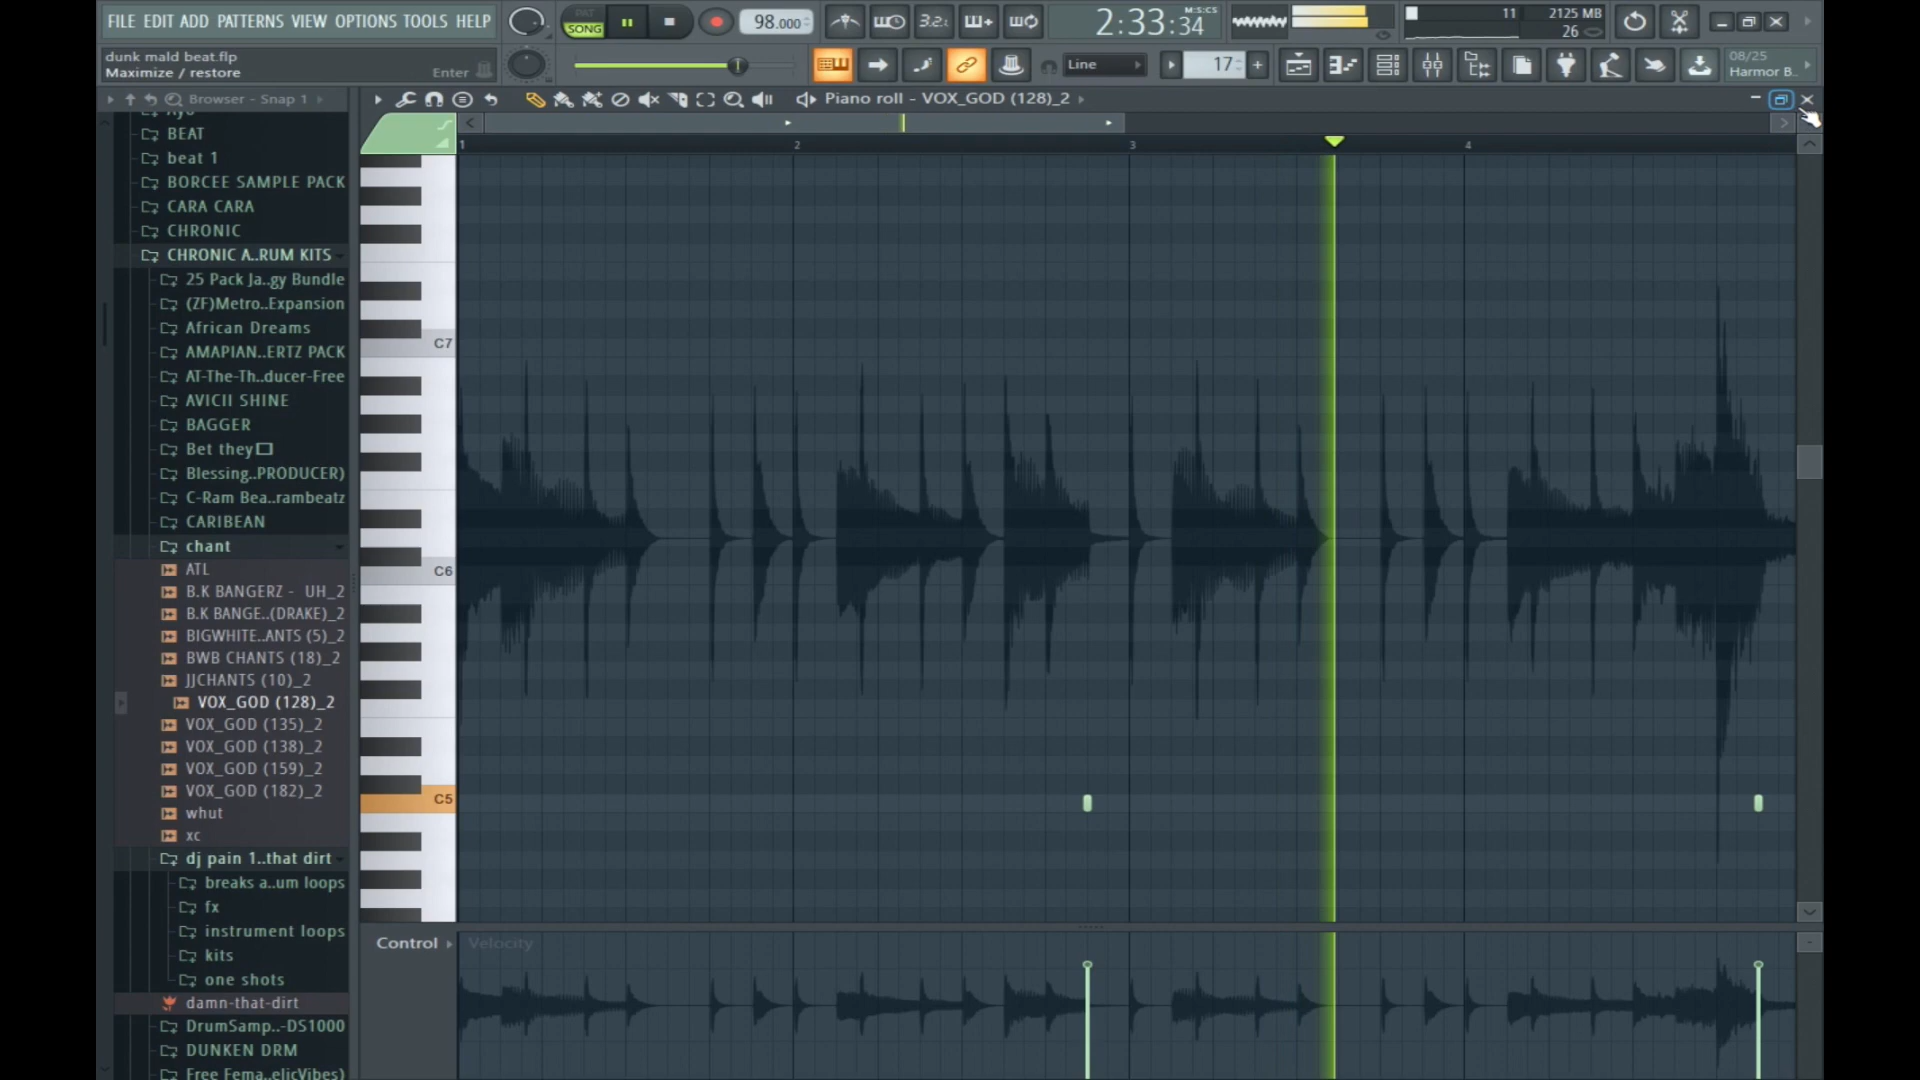 FILE EDIT ADD PATTERNS VIEW OPTIONS TOOLS HELP
PAT
SONG
98.000
3.2.
2:33:34
M:S:CS
11
2125 MB
26
dunk mald beat.flp
Maximize / restore
Enter
Line
17
08/25
Harmor B..
Browser - Snap 1
Piano roll - VOX_GOD (128)_2
1
2
3
4
BEAT
beat 1
BORCEE SAMPLE PACK
CARA CARA
CHRONIC
CHRONIC A..RUM KITS
25 Pack Ja..gy Bundle
(ZF)Metro..Expansion
African Dreams
AMAPIAN..ERTZ PACK
AT-The-Th..ducer-Free
AVICII SHINE
BAGGER
Bet they
Blessing..PRODUCER)
C-Ram Bea..rambeatz
CARIBEAN
chant
ATL
B.K BANGERZ - UH_2
B.K BANGE..(DRAKE)_2
BIGWHITE..ANTS (5)_2
BWB CHANTS (18)_2
JJCHANTS (10)_2
VOX_GOD (128)_2
VOX_GOD (135)_2
VOX_GOD (138)_2
VOX_GOD (159)_2
VOX_GOD (182)_2
whut
xc
dj pain 1..that dirt
breaks a..um loops
fx
instrument loops
kits
one shots
damn-that-dirt
DrumSamp..-DS1000
DUNKEN DRM
Free Fema..elicVibes)
C7
C6
C5
Control
Velocity